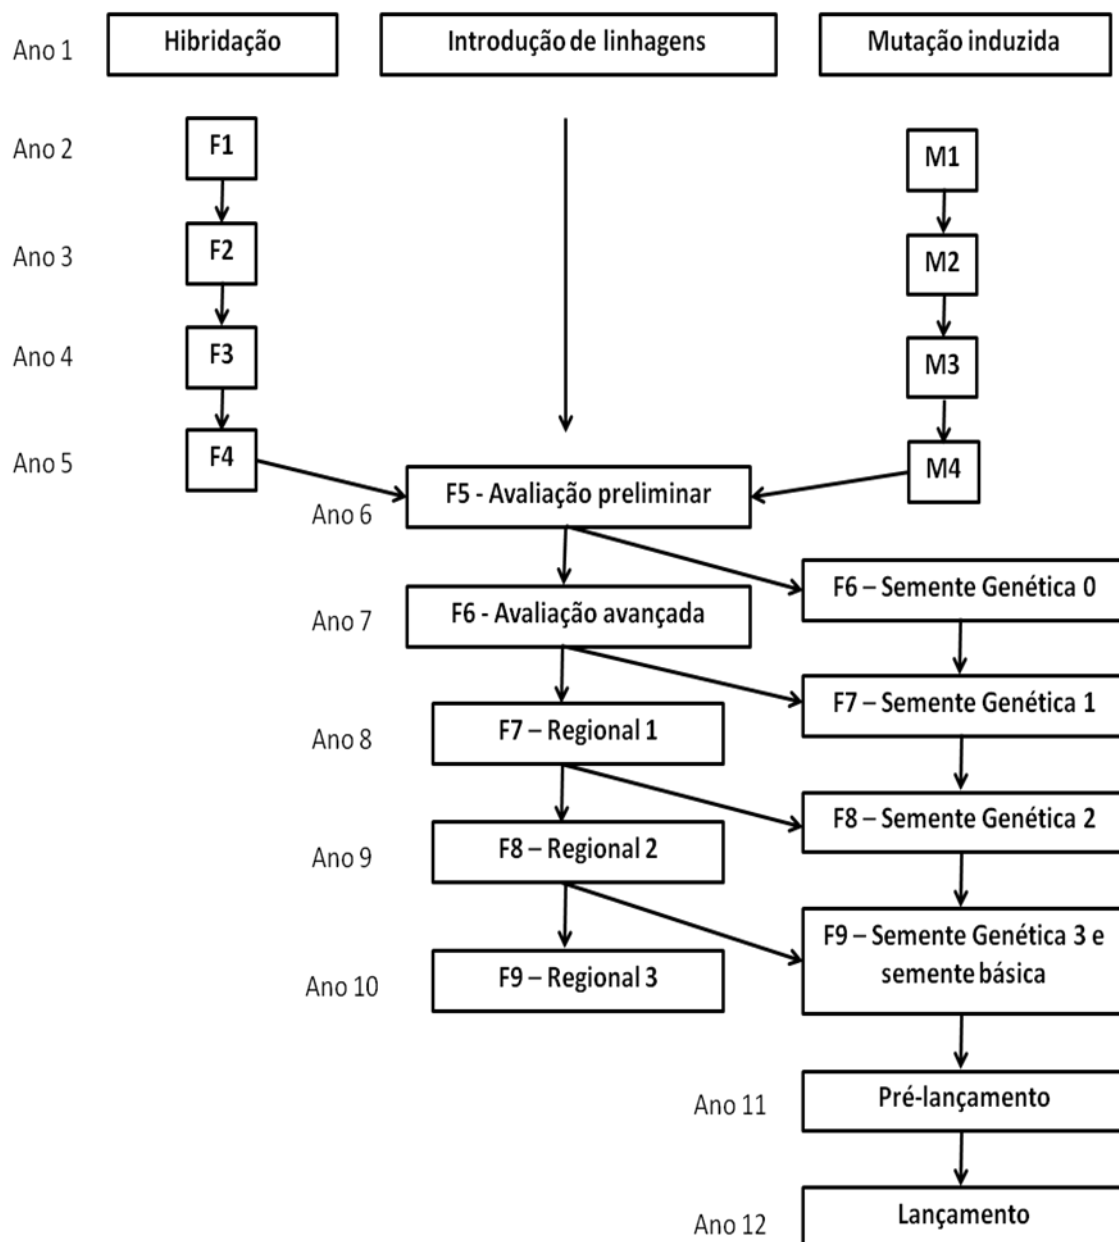 Ano 1
Hibridação
Introdução de linhagens
Mutação induzida
Ano 2
F1
M1
Ano 3
F2
M2
Ano 4
F3
M3
Ano 5
F4
M4
F5 - Avaliação preliminar
Ano 6
F6 – Semente Genética 0
F6 - Avaliação avançada
Ano 7
F7 – Semente Genética 1
F7 – Regional 1
Ano 8
F8 – Semente Genética 2
F8 – Regional 2
Ano 9
F9 – Semente Genética 3 e
semente básica
F9 – Regional 3
Ano 10
Pré-lançamento
Ano 11
Lançamento
Ano 12